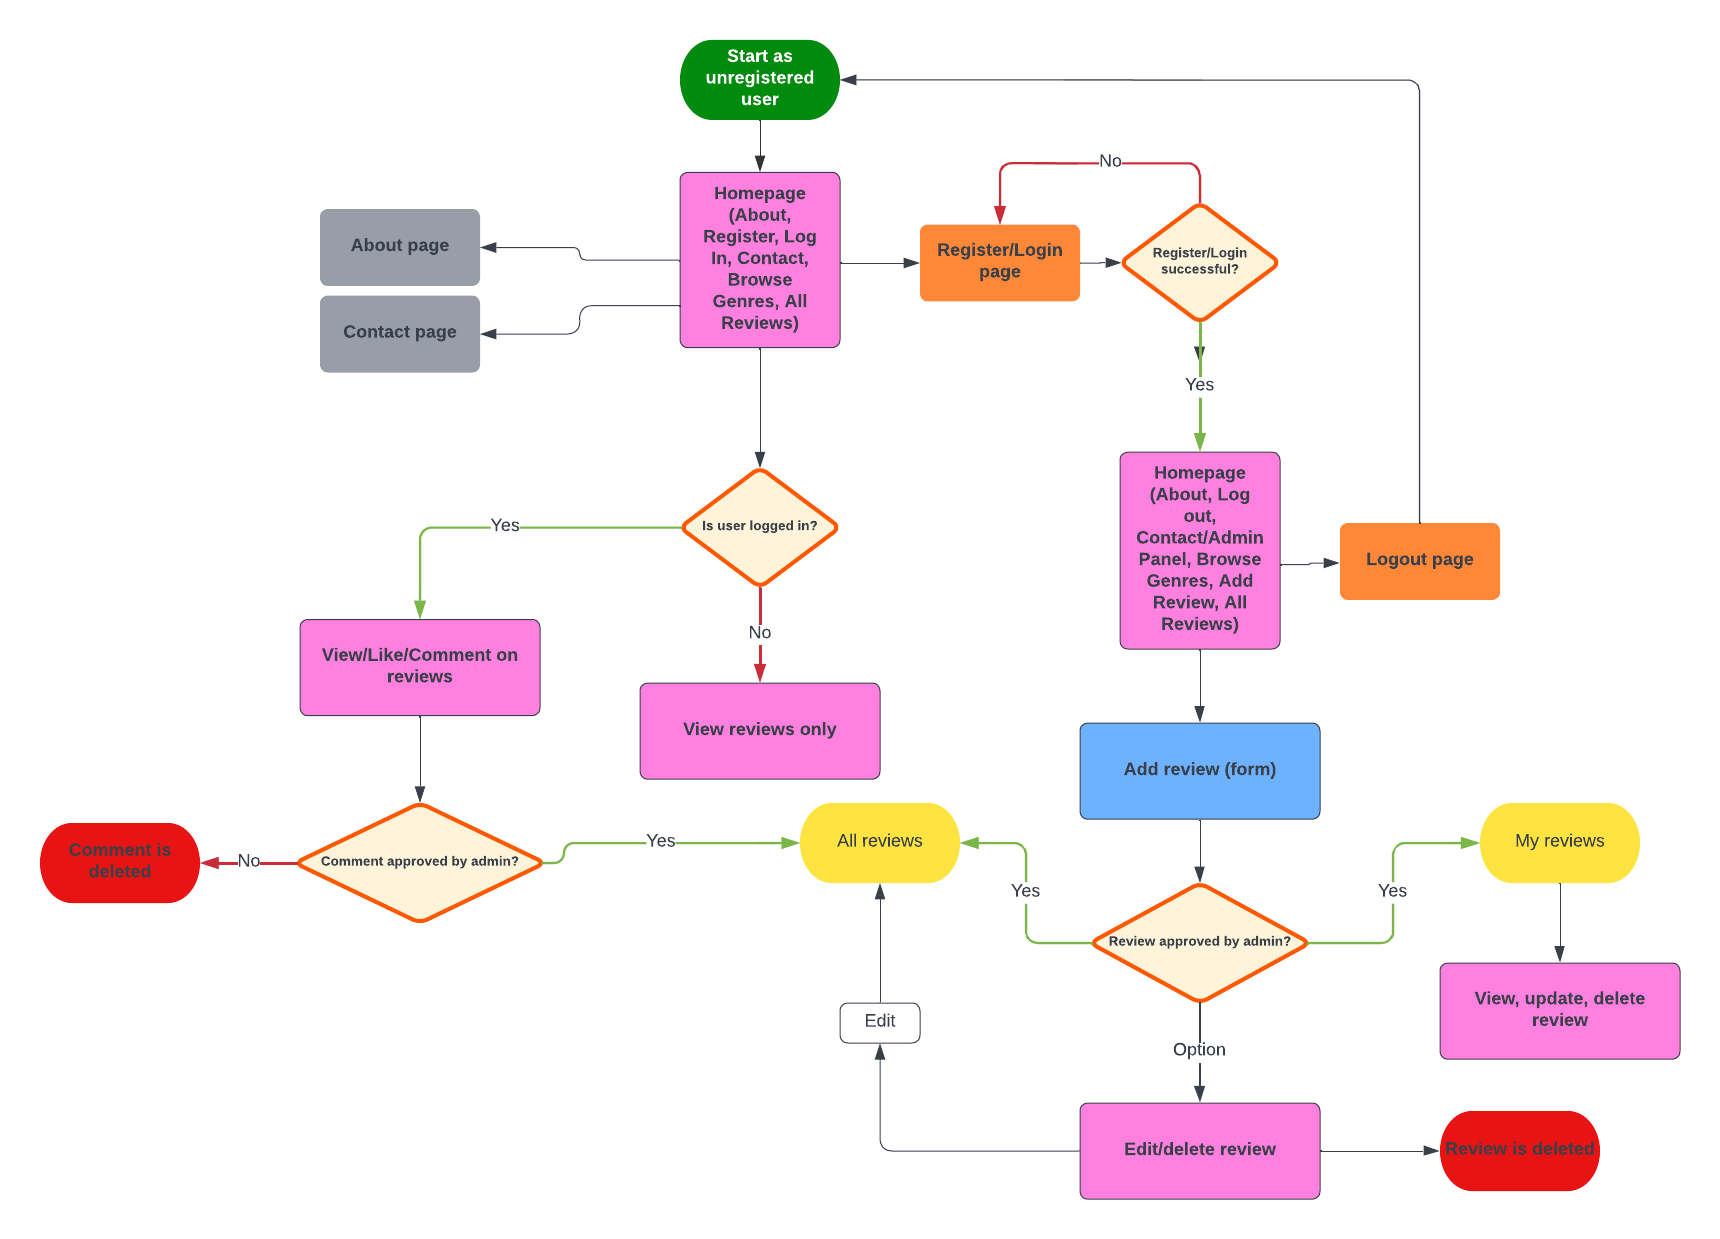 Start as
unregistered
user
No
Homepage
(About,
Register, Log
In, Contact,
Browse
Genres, All
Reviews)
About page
Contact page
Register/Login
page
Register/Login
successful?
Yes
Homepage
(About, Log
out,
Contact/Admin
Panel, Browse
Genres, Add
Review, All
Reviews)
Logout page
Is user logged in?
Yes
No
View/Like/Comment on
reviews
View reviews only
Add review (form)
Comment is
deleted
No
Comment approved by admin?
Yes
All reviews
My reviews
Yes
Yes
Review approved by admin?
View, update, delete
review
Edit
Option
Edit/delete review
Review is deleted